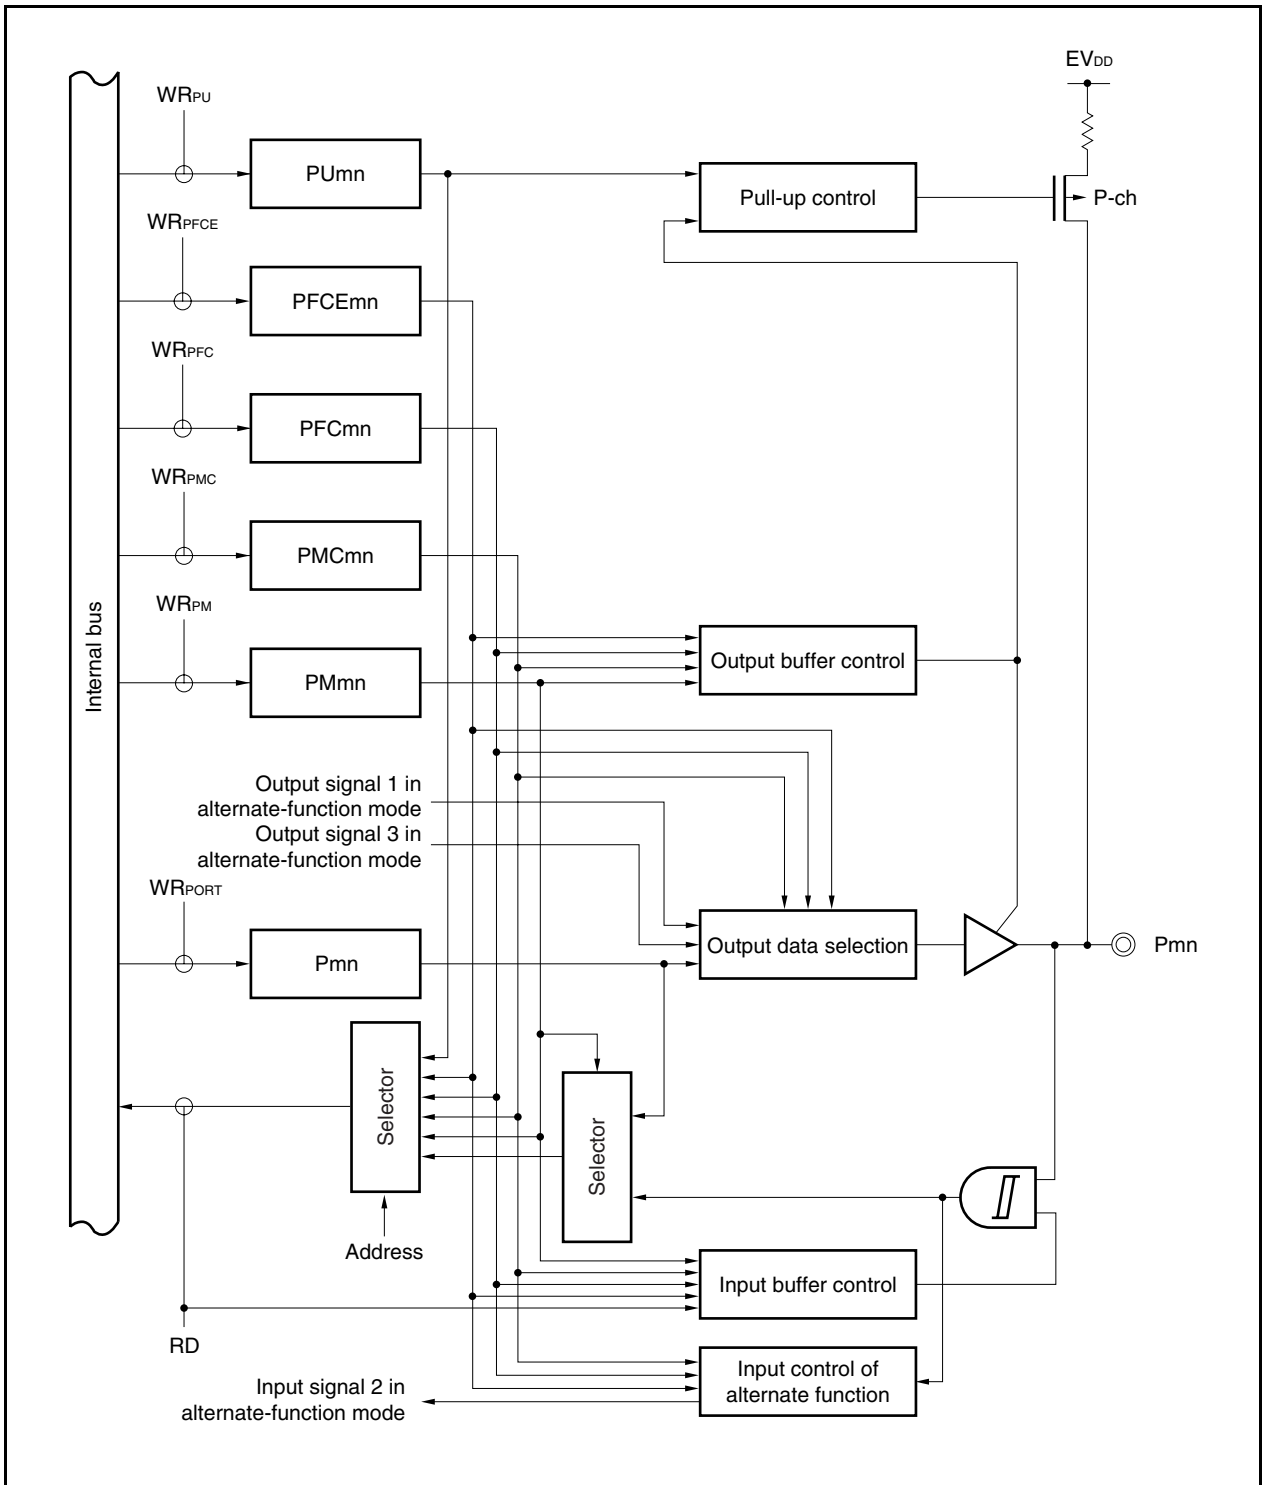 EVDD
WRPU
PUmn
Pull-up control
P-ch
WRPFCE
PFCEmn
WRPFC
PFCmn
WRPMC
PMCmn
WRPM
Internal bus
PMmn
Output buffer control
Output signal 1 in
alternate-function mode
Output signal 3 in
alternate-function mode
WRPORT
Pmn
Output data selection
Pmn
Selector
Selector
Address
Input buffer control
RD
Input control of
alternate function
Input signal 2 in
alternate-function mode